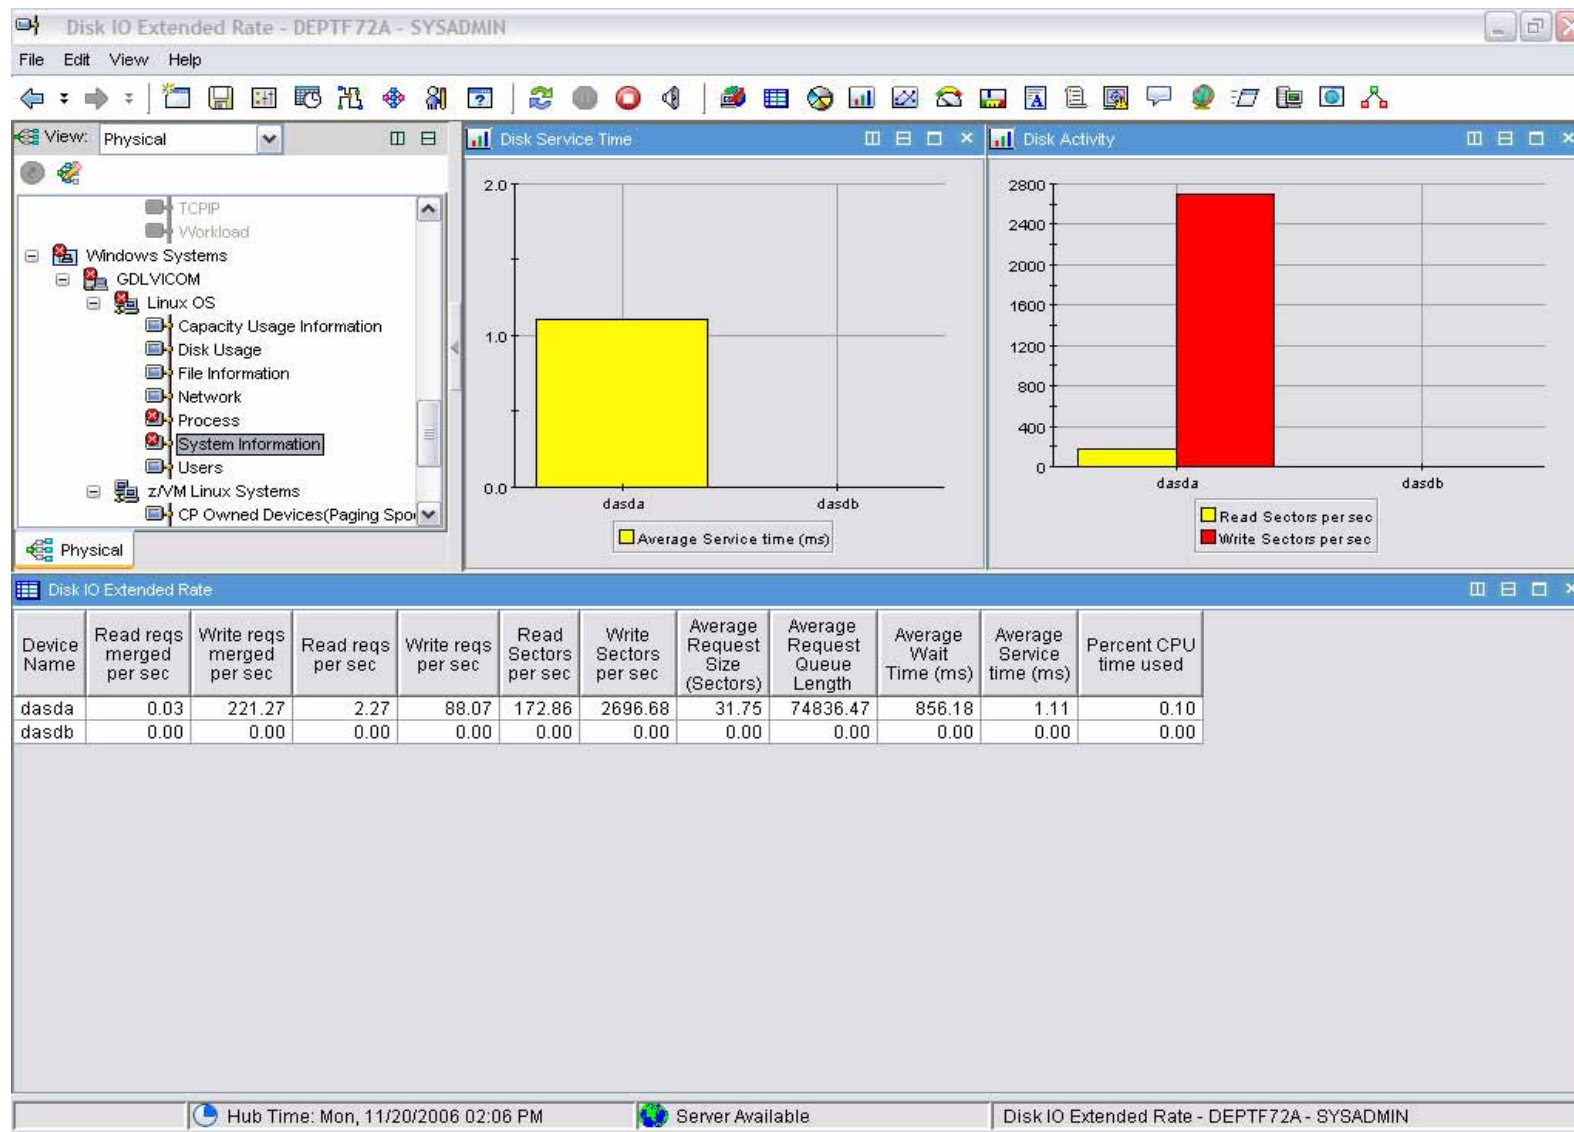 Disk IO Extended Rate - DEPTF72A - SYSADMIN
File Edit View Help
View: Physical
TCPIP
Workload
Windows Systems
GDLVICOM
Linux OS
Capacity Usage Information
Disk Usage
File Information
Network
Process
System Information
Users
z/VM Linux Systems
CP Owned Devices(Paging Spo
Physical
Disk Service Time
2.0
1.0
0.0
dasda dasdb
Average Service time (ms)
Disk Activity
2800
2400
2000
1600
1200
800
400
0
dasda dasdb
Read Sectors per sec
Write Sectors per sec
Disk IO Extended Rate
Device Name Read reqs merged per sec Write reqs merged per sec Read reqs per sec Write reqs per sec Read Sectors per sec Write Sectors per sec Average Request Size (Sectors) Average Request Queue Length Average Wait Time (ms) Average Service time (ms) Percent CPU time used
dasda 0.03 221.27 2.27 88.07 172.86 2696.68 31.75 74836.47 856.18 1.11 0.10
dasdb 0.00 0.00 0.00 0.00 0.00 0.00 0.00 0.00 0.00 0.00 0.00
Hub Time: Mon, 11/20/2006 02:06 PM Server Available Disk IO Extended Rate - DEPTF72A - SYSADMIN